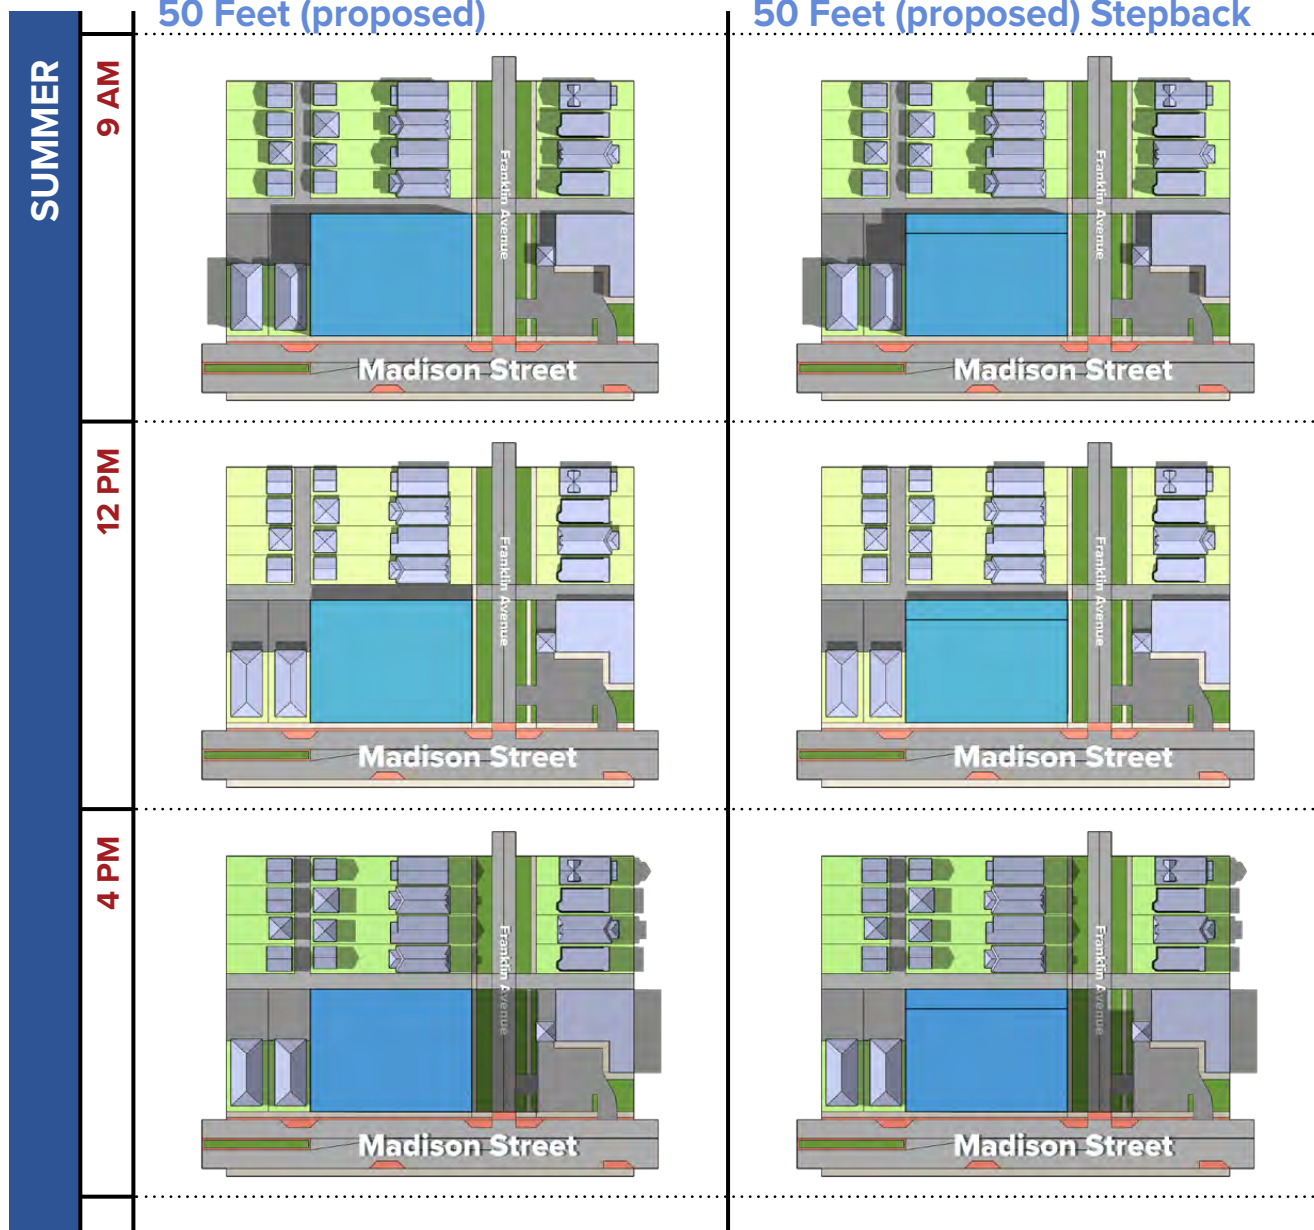 50 Feet (proposed)
50 Feet (proposed) Stepback
SUMMER
9 AM
Franklin Avenue
Madison Street
Franklin Avenue
Madison Street
12 PM
Franklin Avenue
Madison Street
Franklin Avenue
Madison Street
4 PM
Franklin Avenue
Madison Street
Franklin Avenue
Madison Street